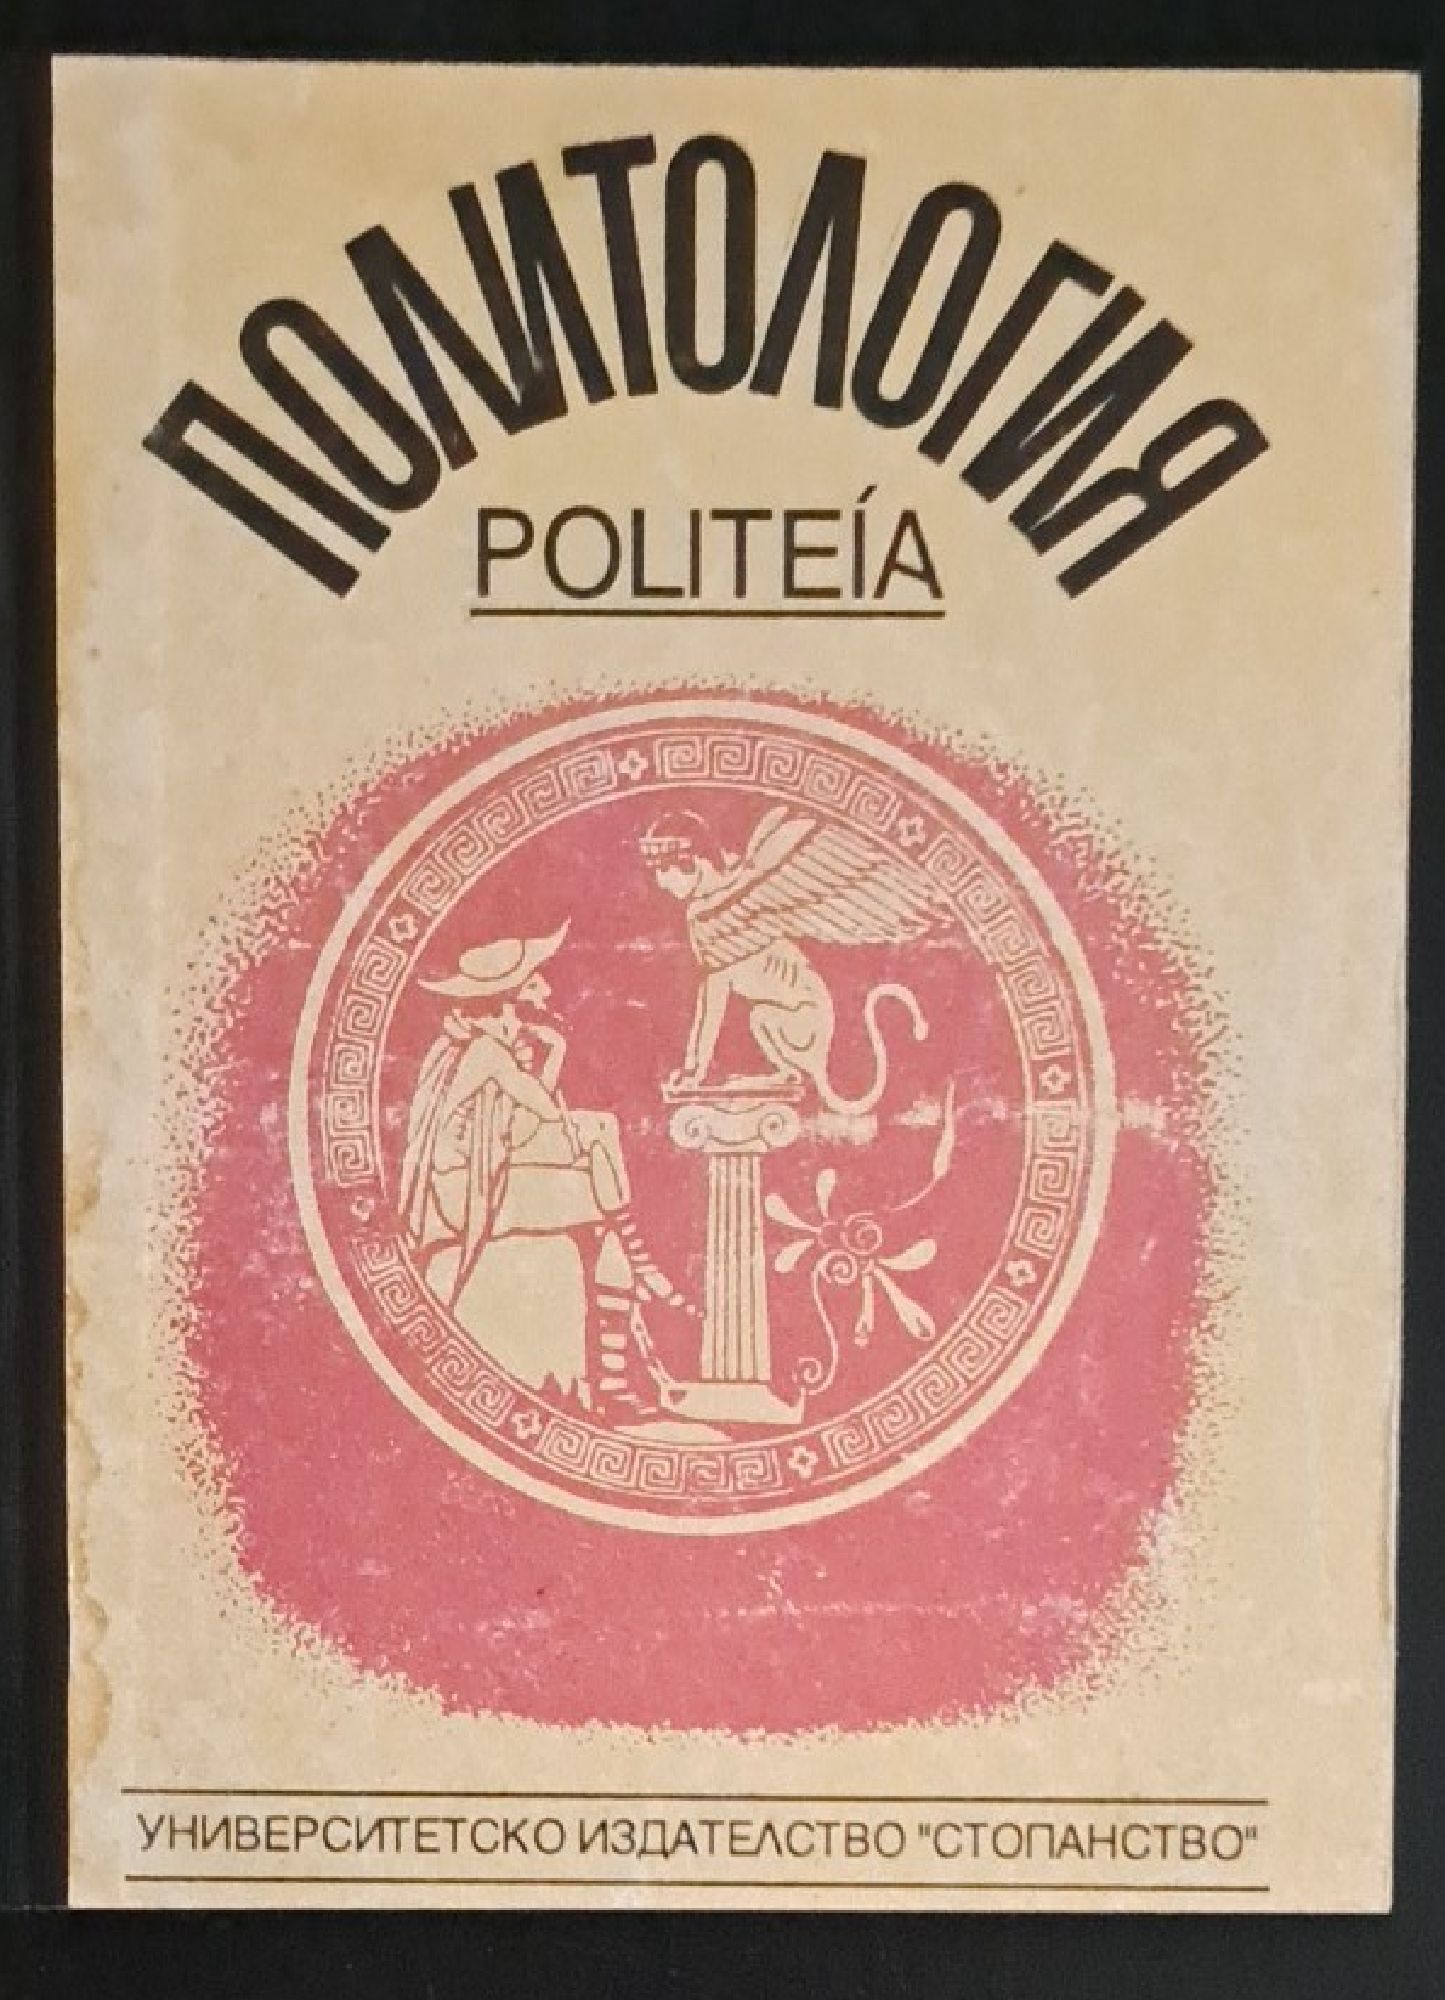 ПОЛИТОЛОГИЯ
POLITEÍA
УНИВЕРСИТЕТСКО ИЗДАТЕЛСТВО "СТОПАНСТВО"